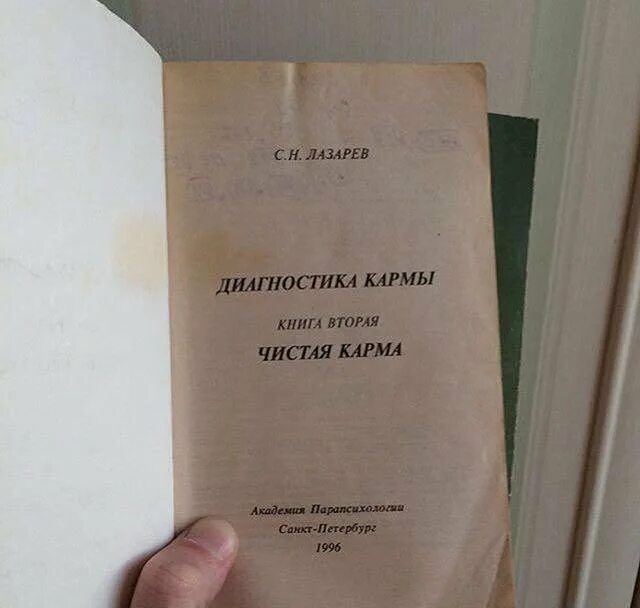 С.Н. ЛАЗАРЕВ
ДИАГНОСТИКА КАРМЫ
КНИГА ВТОРАЯ
ЧИСТАЯ КАРМА
Академия Парапсихологии
Санкт-Петербург
1996